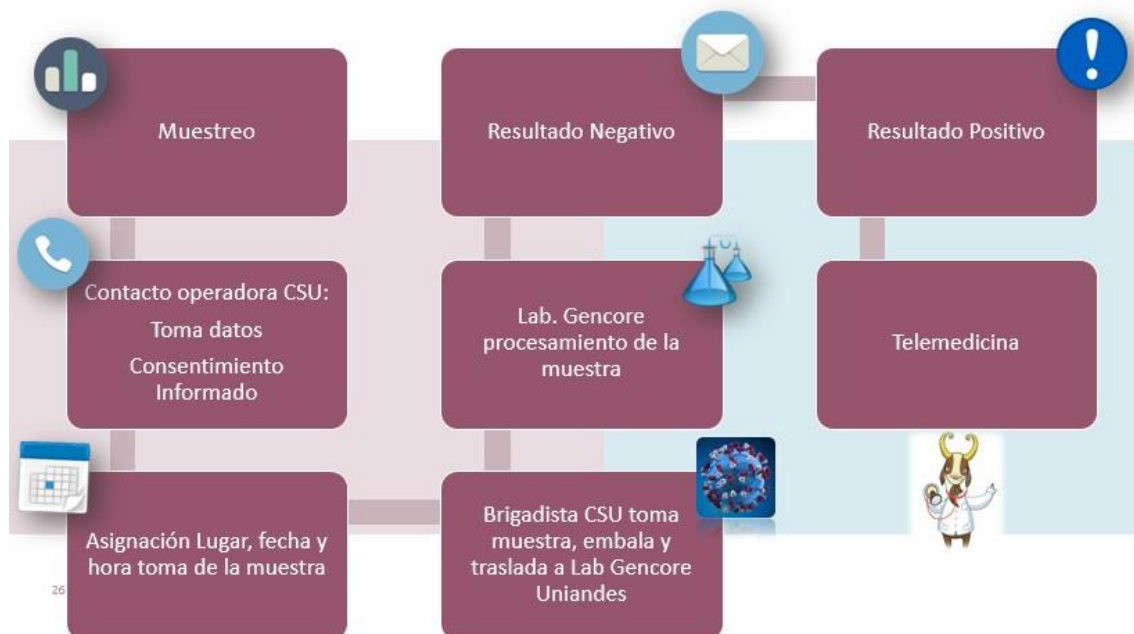 Muestreo
Contacto operadora CSU:
Toma datos
Consentimiento
Informado
Asignación Lugar, fecha y
hora toma de la muestra
Brigadista CSU toma
muestra, embala y
traslada a Lab Gencore
Uniandes
Lab. Gencore
procesamiento de la
muestra
Resultado Negativo
Resultado Positivo
Telemedicina
26